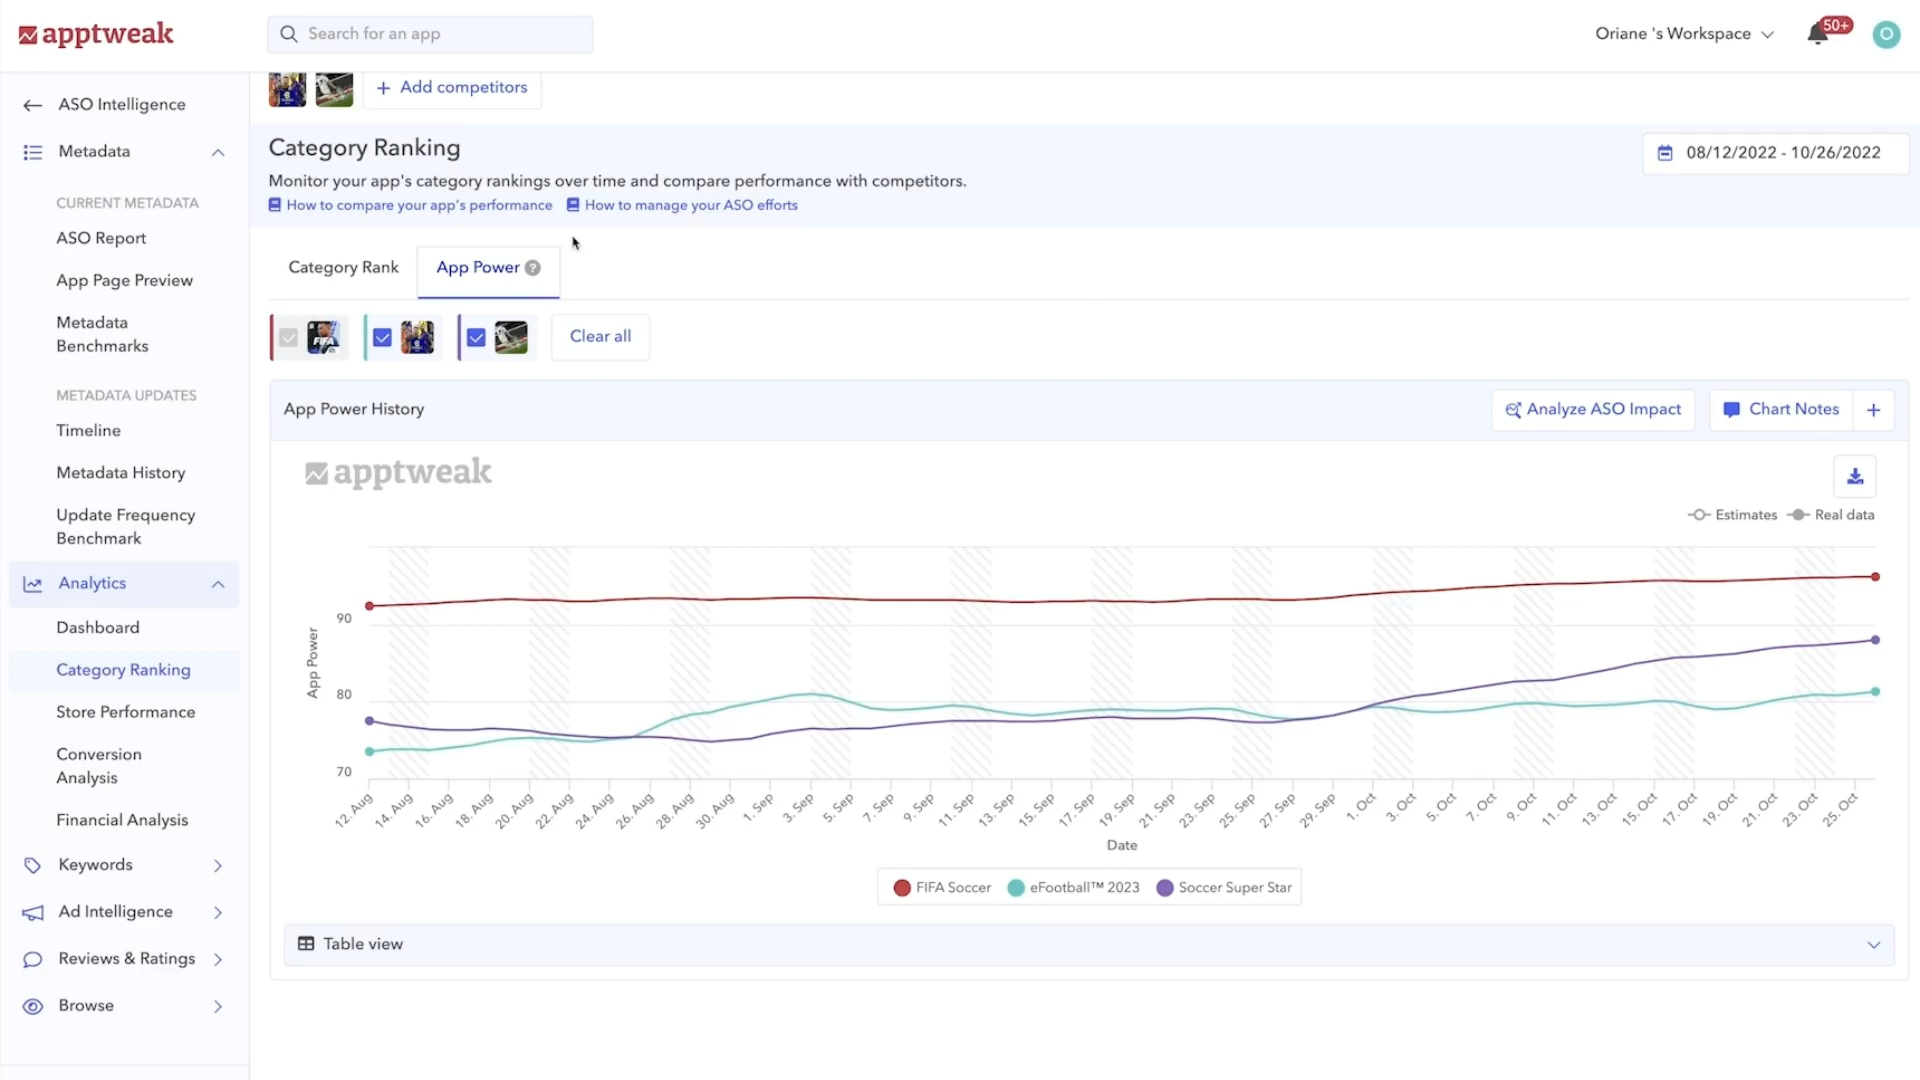 apptweak
Search for an app
Oriane 's Workspace
50+
O
ASO Intelligence
Metadata
CURRENT METADATA
ASO Report
App Page Preview
Metadata
Benchmarks
METADATA UPDATES
Timeline
Metadata History
Update Frequency
Benchmark
Analytics
Dashboard
Category Ranking
Store Performance
Conversion
Analysis
Financial Analysis
Keywords
Ad Intelligence
Reviews & Ratings
Browse
+ Add competitors
Category Ranking
08/12/2022 - 10/26/2022
Monitor your app's category rankings over time and compare performance with competitors.
How to compare your app's performance How to manage your ASO efforts
Category Rank App Power ?
FIFA
Clear all
App Power History
Analyze ASO Impact
Chart Notes +
apptweak
Estimates Real data
App Power
90
80
70
12. Aug 14. Aug 16. Aug 18. Aug 20. Aug 22. Aug 24. Aug 26. Aug 28. Aug 30. Aug 1. Sep 3. Sep 5. Sep 7. Sep 9. Sep 11. Sep 13. Sep 15. Sep 17. Sep 19. Sep 21. Sep 23. Sep 25. Sep 27. Sep 29. Sep 1. Oct 3. Oct 5. Oct 7. Oct 9. Oct 11. Oct 13. Oct 15. Oct 17. Oct 19. Oct 21. Oct 23. Oct 25. Oct
Date
FIFA Soccer eFootball™ 2023 Soccer Super Star
Table view